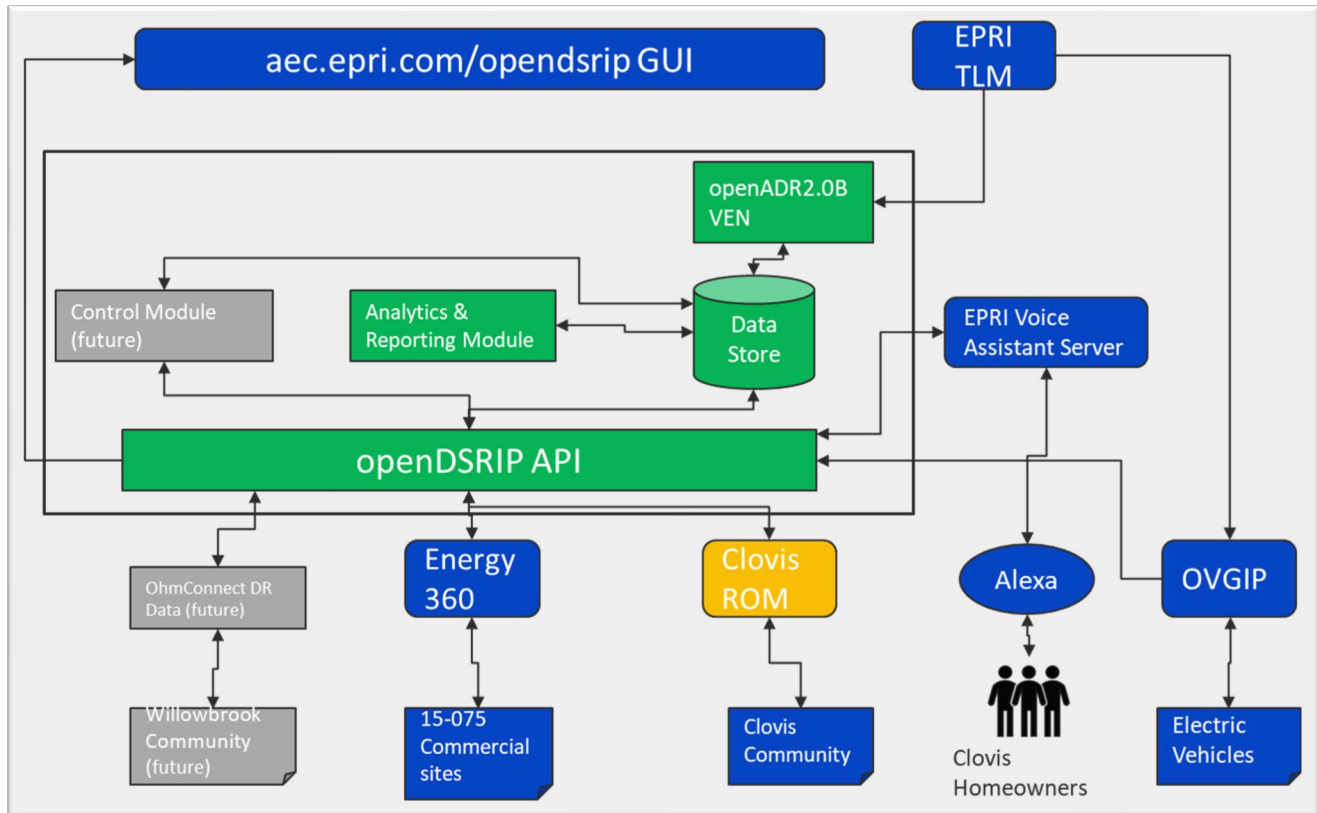 aec.epri.com/opendsrip GUI
EPRI
TLM
openADR2.0B
VEN
Control Module
(future)
Analytics &
Reporting Module
Data
Store
EPRI Voice
Assistant Server
openDSRIP API
OhmConnect DR
Data (future)
Energy
360
Clovis
ROM
Alexa
OVGIP
Willowbrook
Community
(future)
15-075
Commercial
sites
Clovis
Community
Clovis
Homeowners
Electric
Vehicles